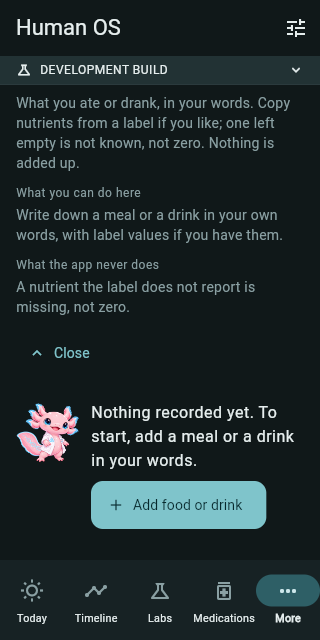 Human OS
DEVELOPMENT BUILD
What you ate or drank, in your words. Copy
nutrients from a label if you like; one left
empty is not known, not zero. Nothing is
added up.
What you can do here
Write down a meal or a drink in your own
words, with label values if you have them.
What the app never does
A nutrient the label does not report is
missing, not zero.
Close
Nothing recorded yet. To
start, add a meal or a drink
in your words.
Add food or drink
Today
Timeline
Labs
Medications
More